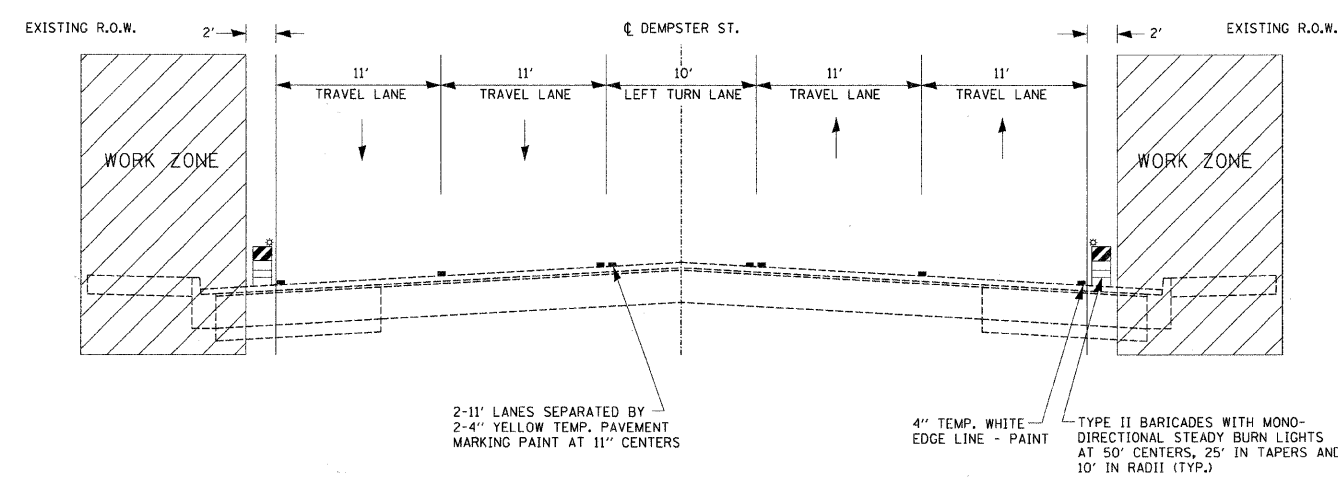 EXISTING R.O.W.
2'
℄ DEMPSTER ST.
2'
EXISTING R.O.W.
11'
11'
10'
11'
11'
TRAVEL LANE
TRAVEL LANE
LEFT TURN LANE
TRAVEL LANE
TRAVEL LANE
WORK ZONE
WORK ZONE
2-11' LANES SEPARATED BY
2-4" YELLOW TEMP. PAVEMENT
MARKING PAINT AT 11" CENTERS
4" TEMP. WHITE
EDGE LINE - PAINT
TYPE II BARICADES WITH MONO-
DIRECTIONAL STEADY BURN LIGHTS
AT 50' CENTERS, 25' IN TAPERS AND
10' IN RADII (TYP.)